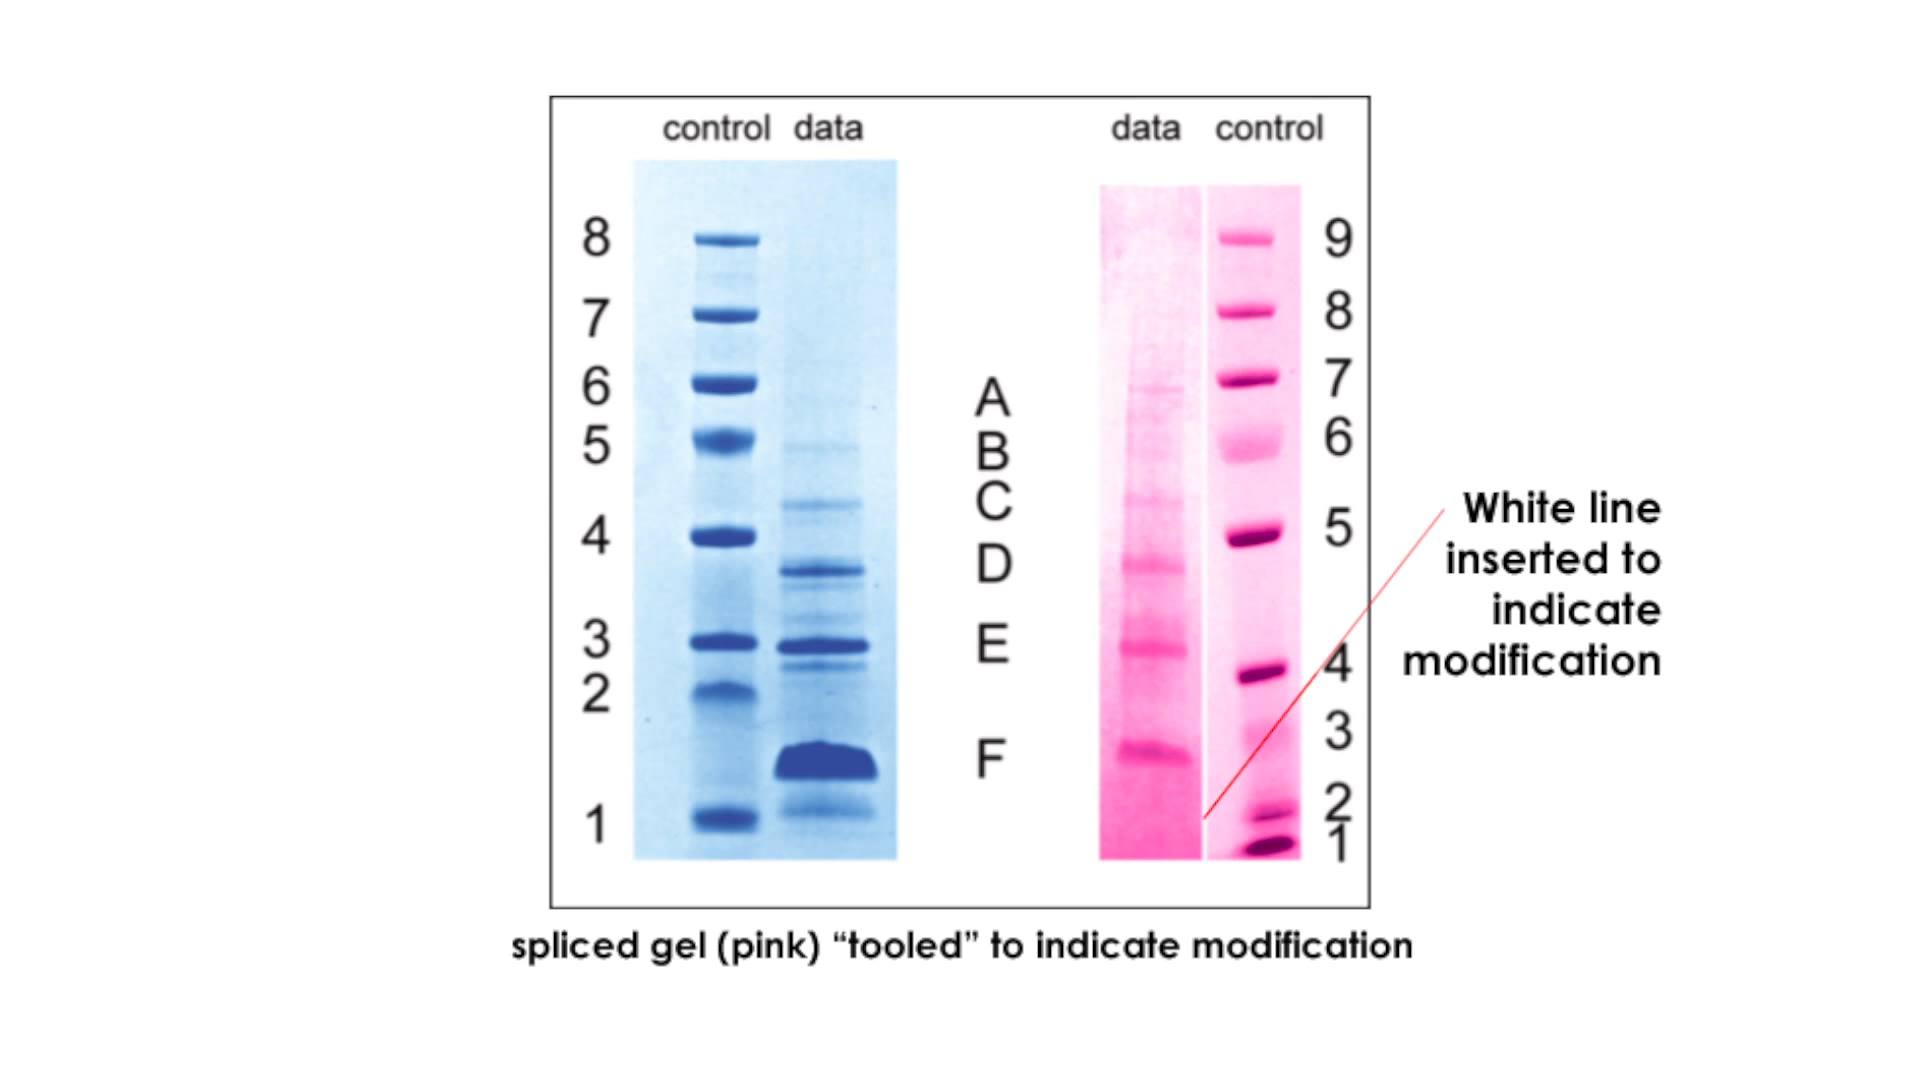 control data
data control
8
7
6
5
4
3
2
1
A
B
C
D
E
F
9
8
7
6
5
4
3
2
1
White line
inserted to
indicate
modification
spliced gel (pink) “tooled” to indicate modification